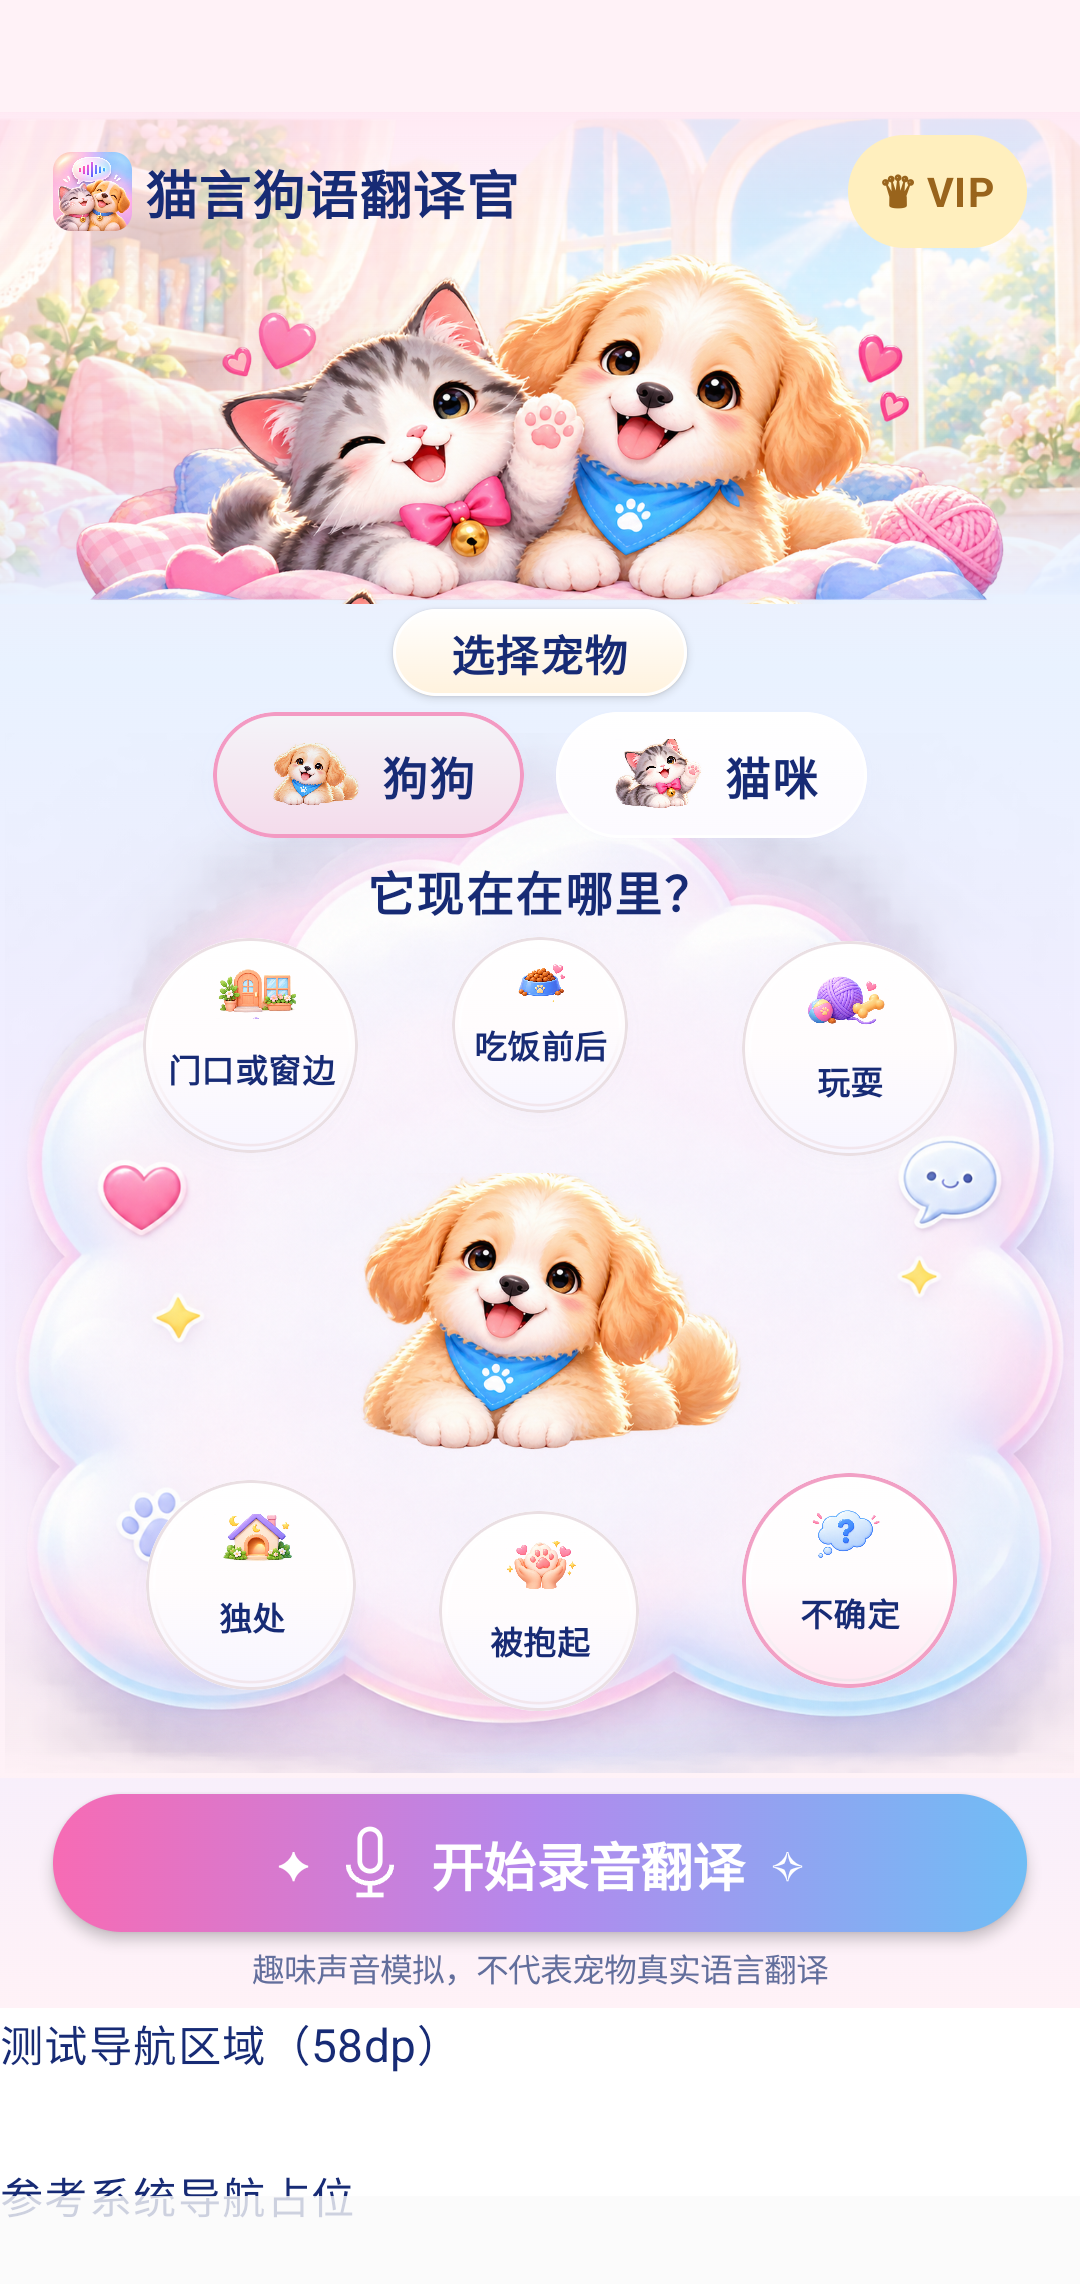 猫言狗语翻译官
VIP
选择宠物
狗狗
猫咪
它现在在哪里？
门口或窗边
吃饭前后
玩耍
独处
被抱起
不确定
开始录音翻译
趣味声音模拟，不代表宠物真实语言翻译
测试导航区域（58dp）
参考系统导航占位